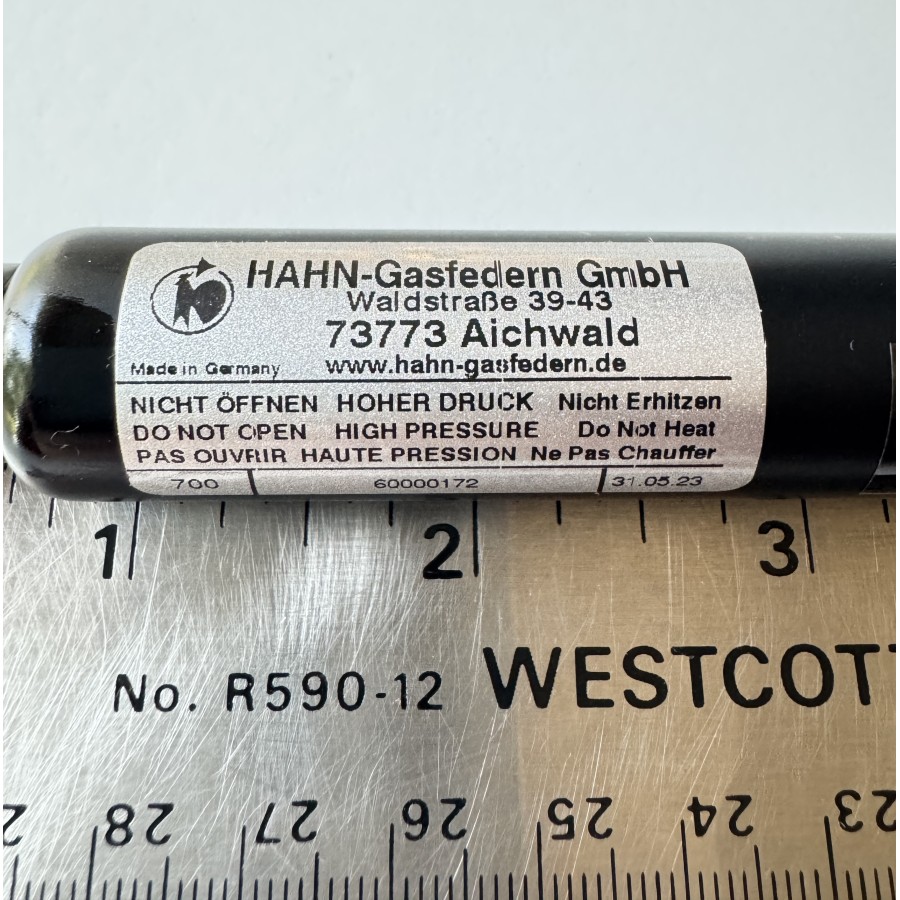 HAHN-Gasfedern GmbH
Waldstraße 39-43
73773 Aichwald
Made in Germany www.hahn-gasfedern.de
NICHT ÖFFNEN HOHER DRUCK Nicht Erhitzen
DO NOT OPEN HIGH PRESSURE Do Not Heat
PAS OUVRIR HAUTE PRESSION Ne Pas Chauffer
700 60000172 31.05.23
1 2 3
No. R590-12 WESTCOTT
28 27 26 25 24 23